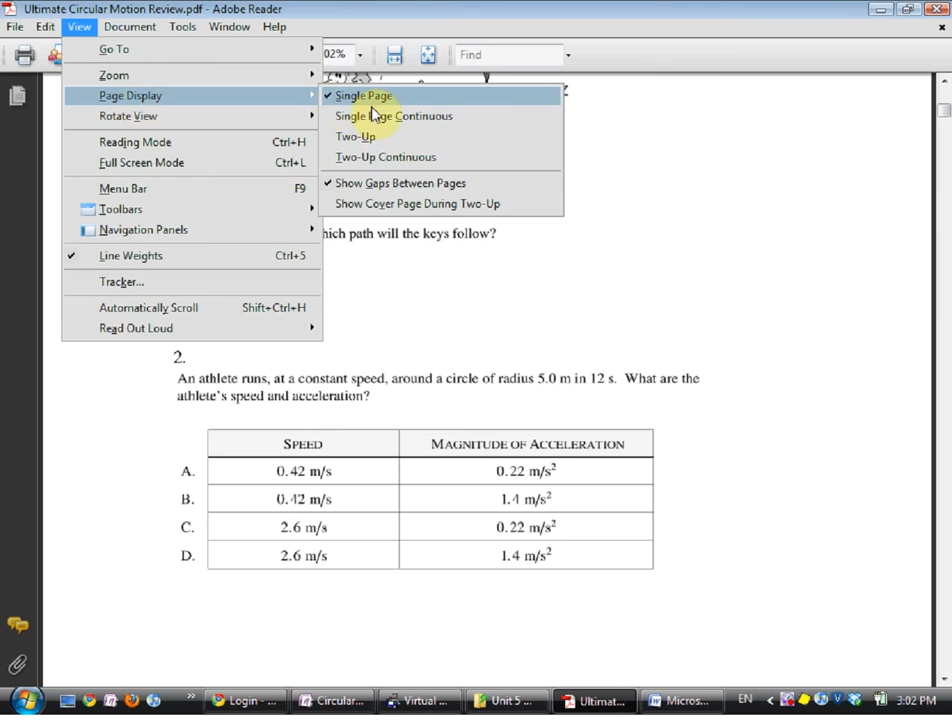 Ultimate Circular Motion Review.pdf - Adobe Reader
File Edit View Document Tools Window Help
02% Find
Go To
Zoom
Page Display
Rotate View
Reading Mode Ctrl+H
Full Screen Mode Ctrl+L
Menu Bar F9
Toolbars
Navigation Panels
Line Weights Ctrl+5
Tracker...
Automatically Scroll Shift+Ctrl+H
Read Out Loud
Single Page
Single Page Continuous
Two-Up
Two-Up Continuous
Show Gaps Between Pages
Show Cover Page During Two-Up
Z
hich path will the keys follow?
2.
An athlete runs, at a constant speed, around a circle of radius 5.0 m in 12 s. What are the
athlete's speed and acceleration?
SPEED MAGNITUDE OF ACCELERATION
A. 0.42 m/s 0.22 m/s²
B. 0.42 m/s 1.4 m/s²
C. 2.6 m/s 0.22 m/s²
D. 2.6 m/s 1.4 m/s²
Login - ... Circular... Virtual ... Unit 5 ... Ultimat... Micros... EN 3:02 PM